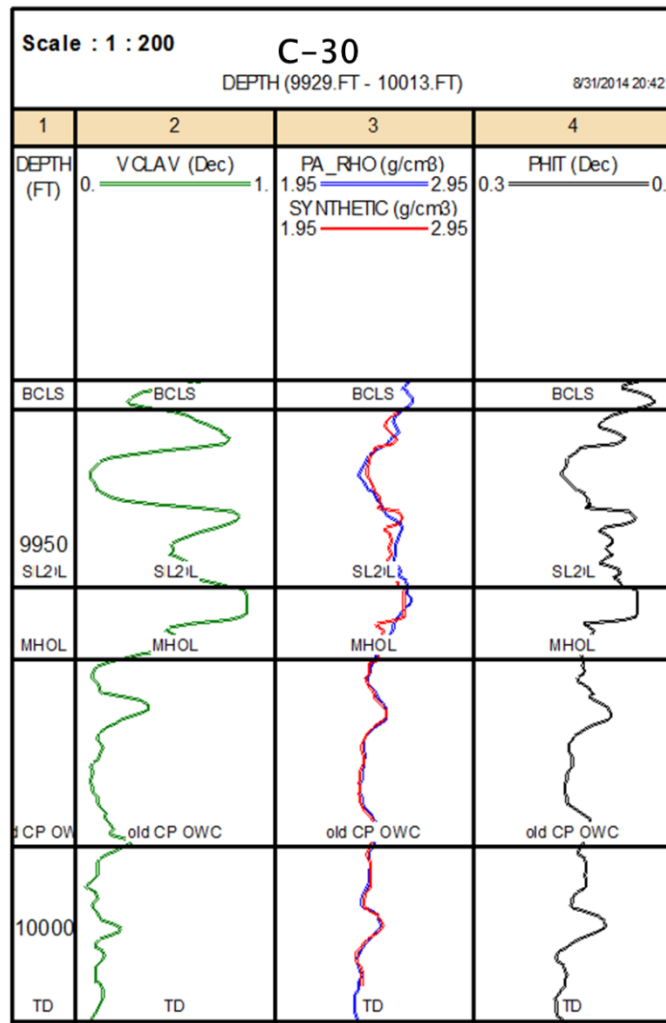 Scale : 1 : 200
C-30
DEPTH (9929.FT - 10013.FT)
8/31/2014 20:42
1 2 3 4
DEPTH (FT)
VCLAV (Dec)
0. 1.
PA_RHO (g/cm3)
1.95 2.95
SYNTHETIC (g/cm3)
1.95 2.95
PHIT (Dec)
0.3 0.
BCLS BCLS BCLS BCLS
9950
SL2 L SL2 L SL2 L SL2 L
MHOL MHOL MHOL MHOL
d CP OW old CP OWC old CP OWC old CP OWC
10000
TD TD TD TD